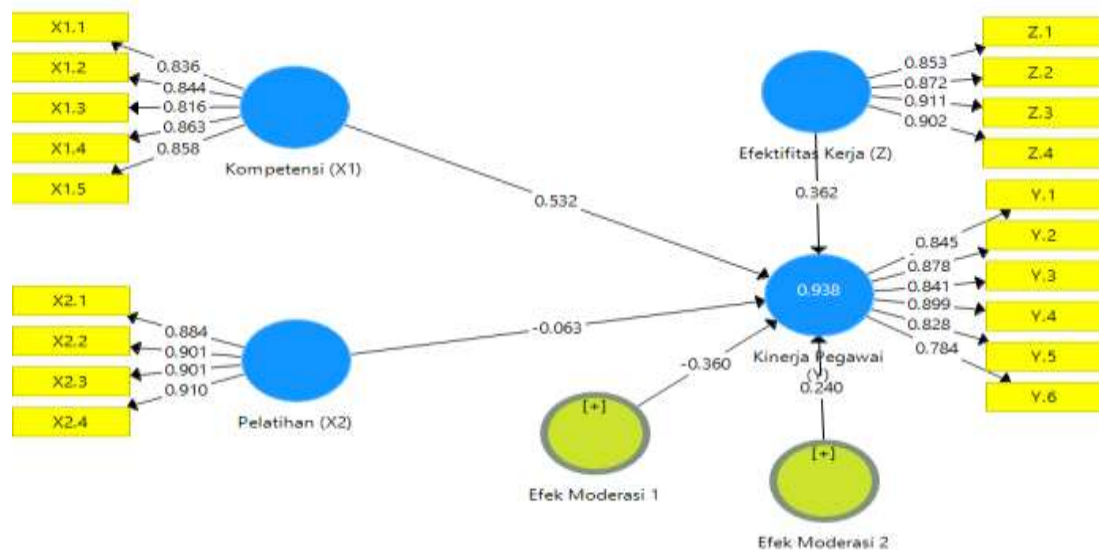 X1.1
X1.2
X1.3
X1.4
X1.5
0.836
0.844
0.816
0.863
0.858
Kompetensi (X1)
0.532
X2.1
X2.2
X2.3
X2.4
0.884
0.901
0.901
0.910
Pelatihan (X2)
-0.063
Z.1
Z.2
Z.3
Z.4
0.853
0.872
0.911
0.902
Efektifitas Kerja (Z)
0.362
Y.1
Y.2
Y.3
Y.4
Y.5
Y.6
0.845
0.878
0.841
0.899
0.828
0.784
0.938
Kinerja Pegawai
(Y)
-0.360
0.240
[+]
Efek Moderasi 1
[+]
Efek Moderasi 2